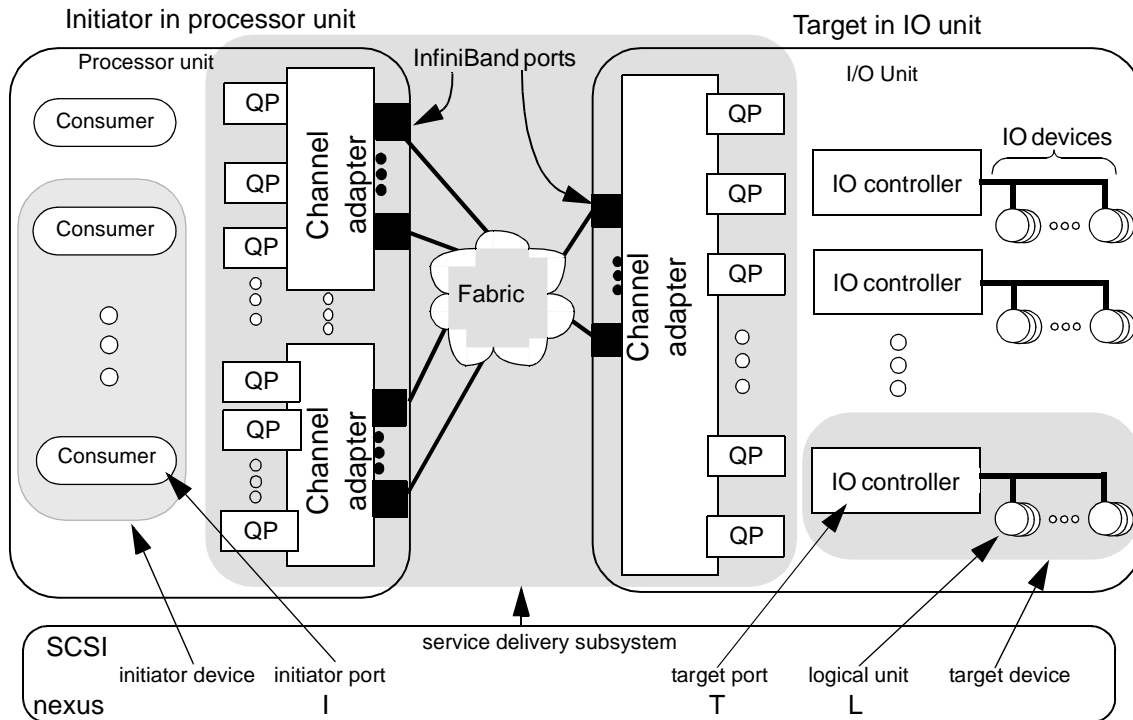 Initiator in processor unit
Target in IO unit
Processor unit
InfiniBand ports
I/O Unit
Consumer
QP
Channel
adapter
QP
IO devices
QP
QP
IO controller
Consumer
QP
Fabric
Channel
adapter
QP
IO controller
QP
Consumer
QP
Channel
adapter
QP
IO controller
QP
QP
service delivery subsystem
SCSI
initiator device
initiator port
target port
logical unit
target device
nexus
I
T
L